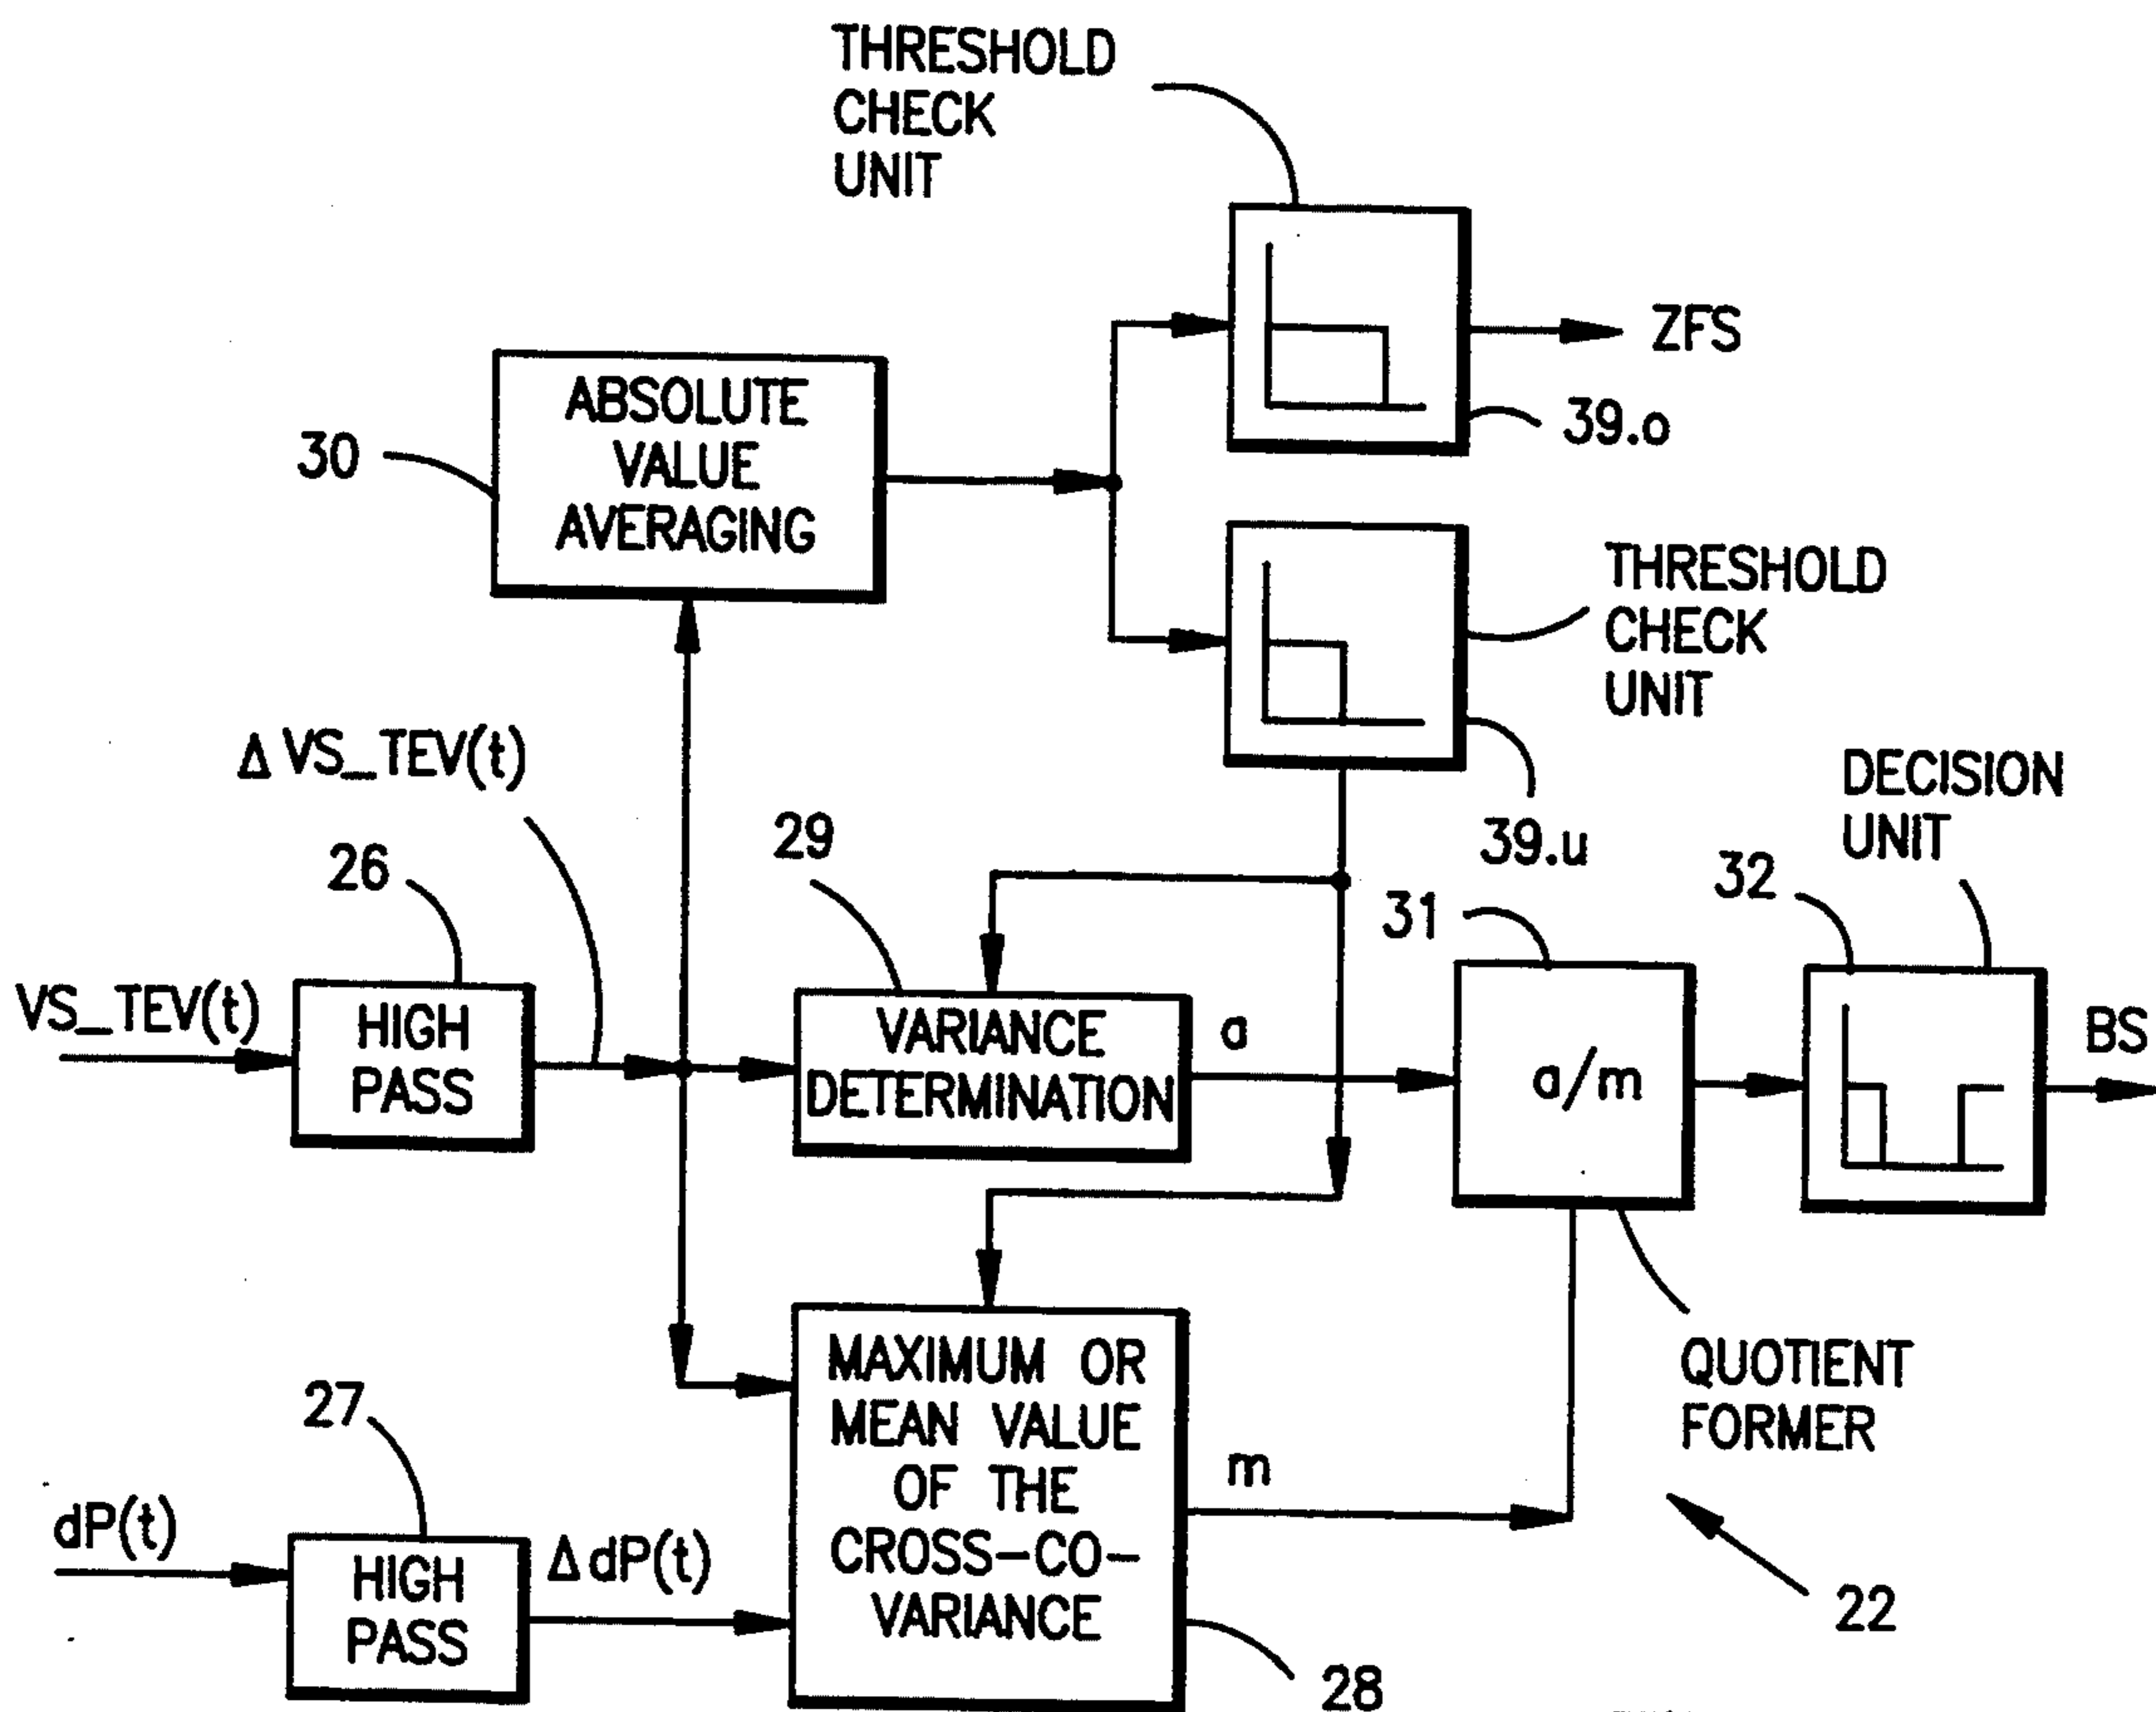 THRESHOLD
CHECK
UNIT
ZFS
39.o
ABSOLUTE
VALUE
AVERAGING
30
THRESHOLD
CHECK
UNIT
39.u
Δ VS_TEV(t)
26
29
31
32
DECISION
UNIT
VS_TEV(t)
HIGH
PASS
VARIANCE
DETERMINATION
a
a/m
BS
27
dP(t)
HIGH
PASS
Δ dP(t)
MAXIMUM OR
MEAN VALUE
OF THE
CROSS-CO-
VARIANCE
m
QUOTIENT
FORMER
22
28